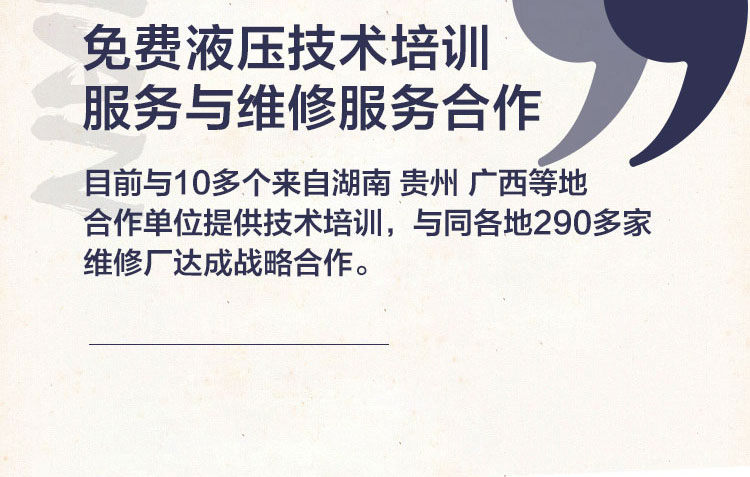 免费液压技术培训
服务与维修服务合作
目前与10多个来自湖南 贵州 广西等地
合作单位提供技术培训，与同各地290多家
维修厂达成战略合作。